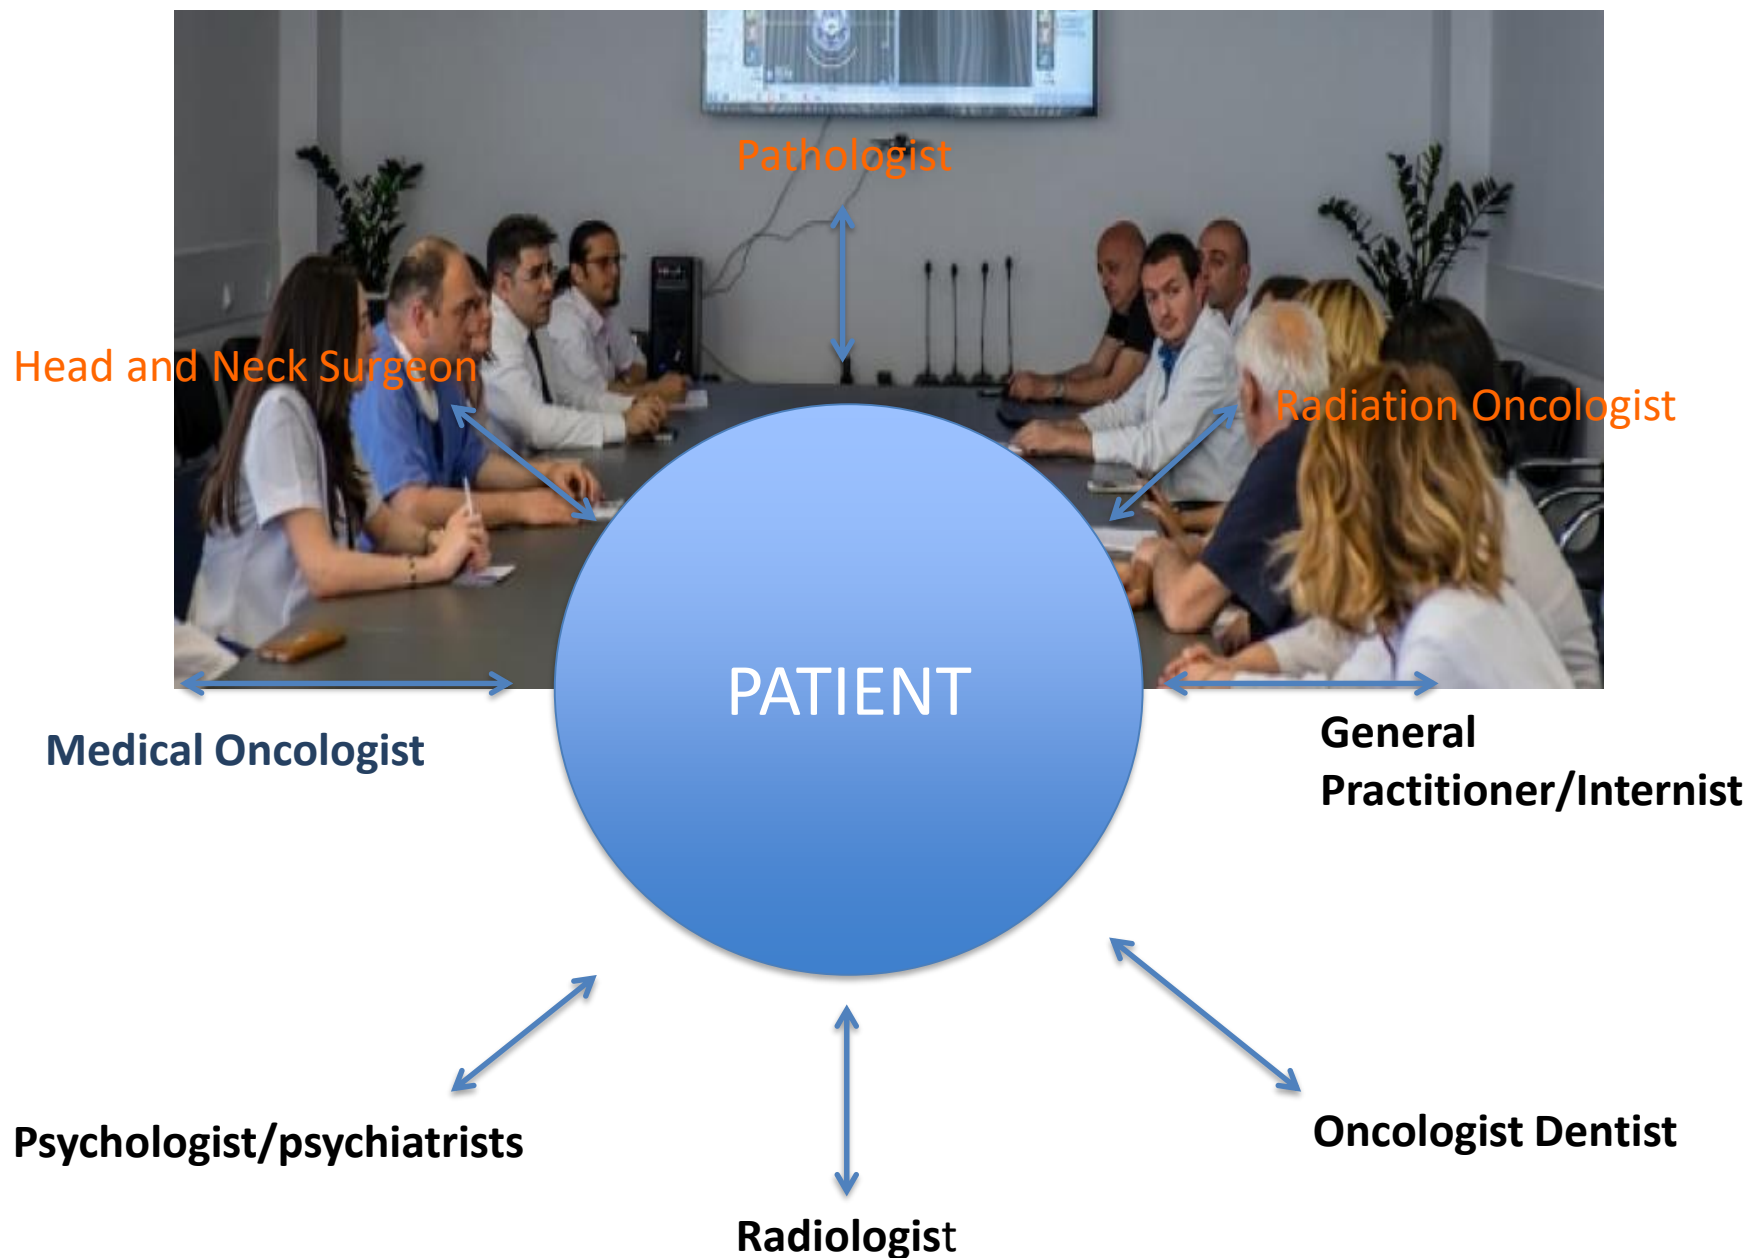 Pathologist
Head and Neck Surgeon
Radiation Oncologist
PATIENT
Medical Oncologist
General
Practitioner/Internist
Psychologist/psychiatrists
Oncologist Dentist
Radiologist